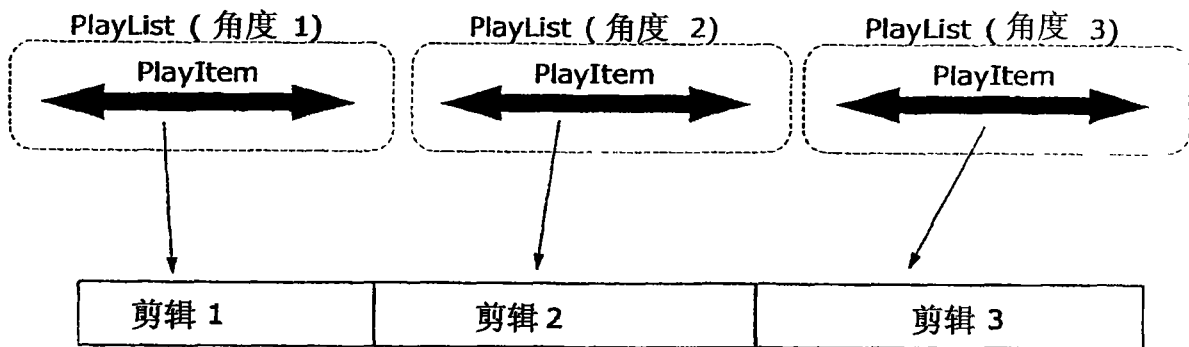 PlayList ( 角度 1)
PlayList ( 角度 2)
PlayList ( 角度 3)
PlayItem
PlayItem
PlayItem
剪辑 1
剪辑 2
剪辑 3